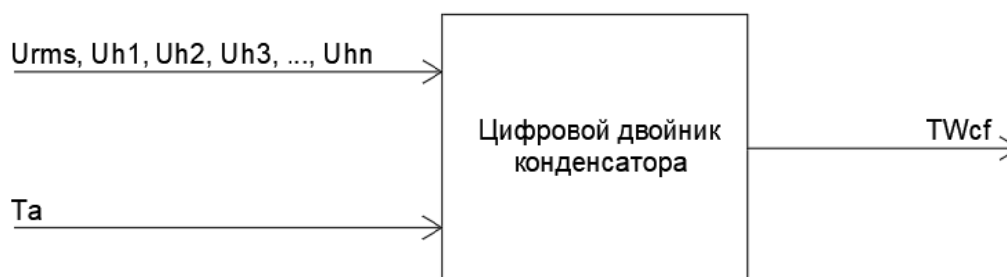 Urms, Uh1, Uh2, Uh3, ..., Uhn
Цифровой двойник
конденсатора
TWcf
Ta